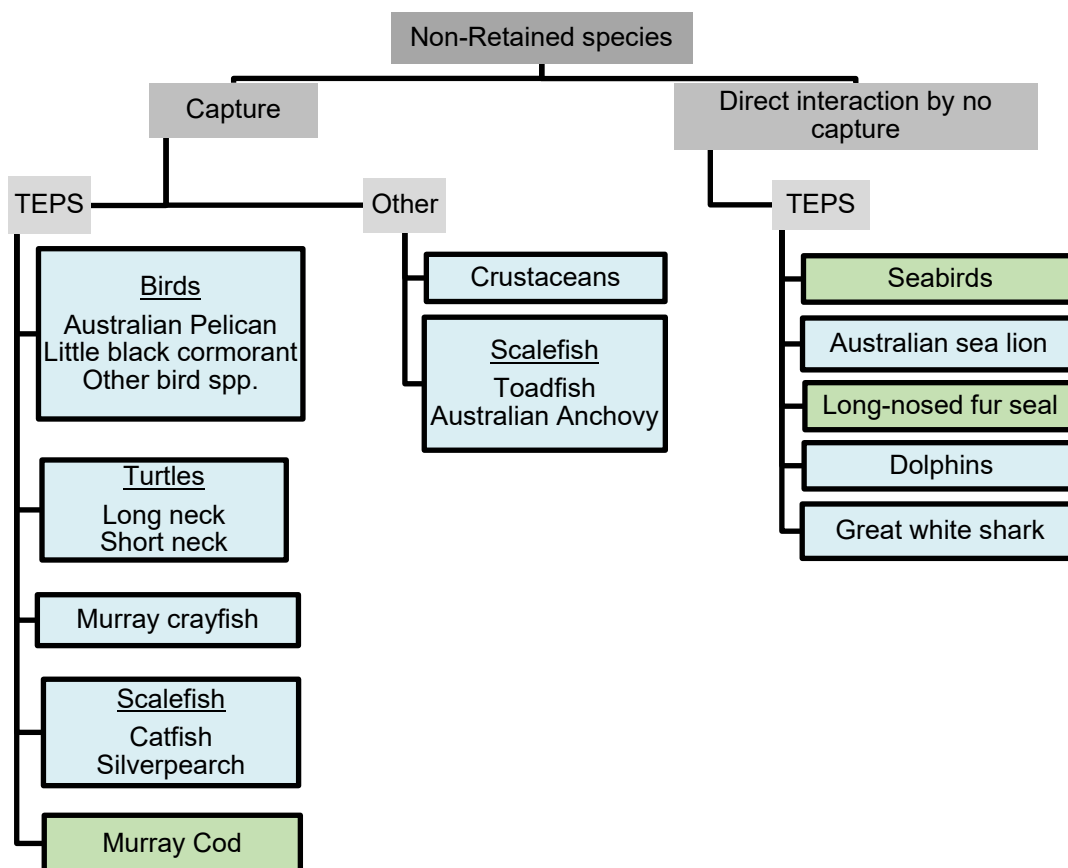 Non-Retained species
Capture
Direct interaction by no
capture
TEPS
Other
TEPS
Birds
Australian Pelican
Little black cormorant
Other bird spp.
Turtles
Long neck
Short neck
Murray crayfish
Scalefish
Catfish
Silverpearch
Murray Cod
Crustaceans
Scalefish
Toadfish
Australian Anchovy
Seabirds
Australian sea lion
Long-nosed fur seal
Dolphins
Great white shark